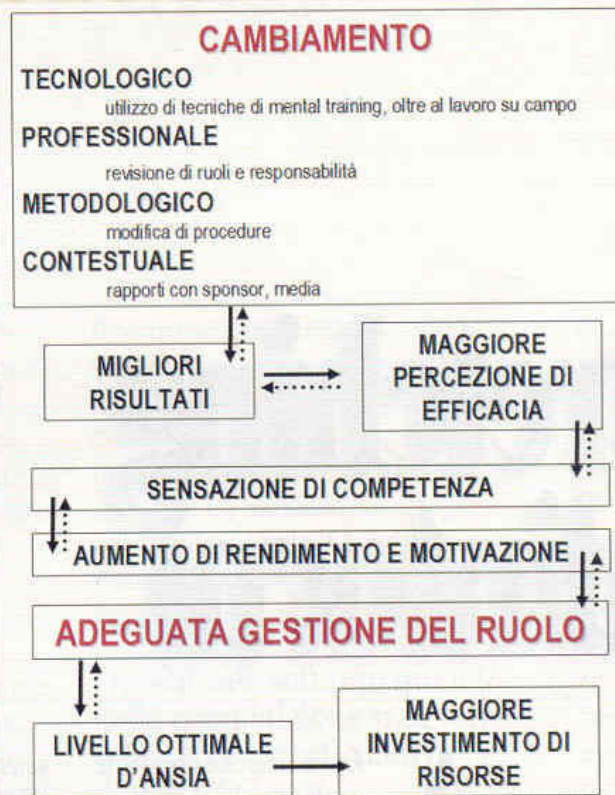 CAMBIAMENTO
TECNOLOGICO
utilizzo di tecniche di mental training, oltre al lavoro su campo
PROFESSIONALE
revisione di ruoli e responsabilità
METODOLOGICO
modifica di procedure
CONTESTUALE
rapporti con sponsor, media
MIGLIORI
RISULTATI
MAGGIORE
PERCEZIONE DI
EFFICACIA
SENSAZIONE DI COMPETENZA
AUMENTO DI RENDIMENTO E MOTIVAZIONE
ADEGUATA GESTIONE DEL RUOLO
LIVELLO OTTIMALE
D'ANSIA
MAGGIORE
INVESTIMENTO DI
RISORSE